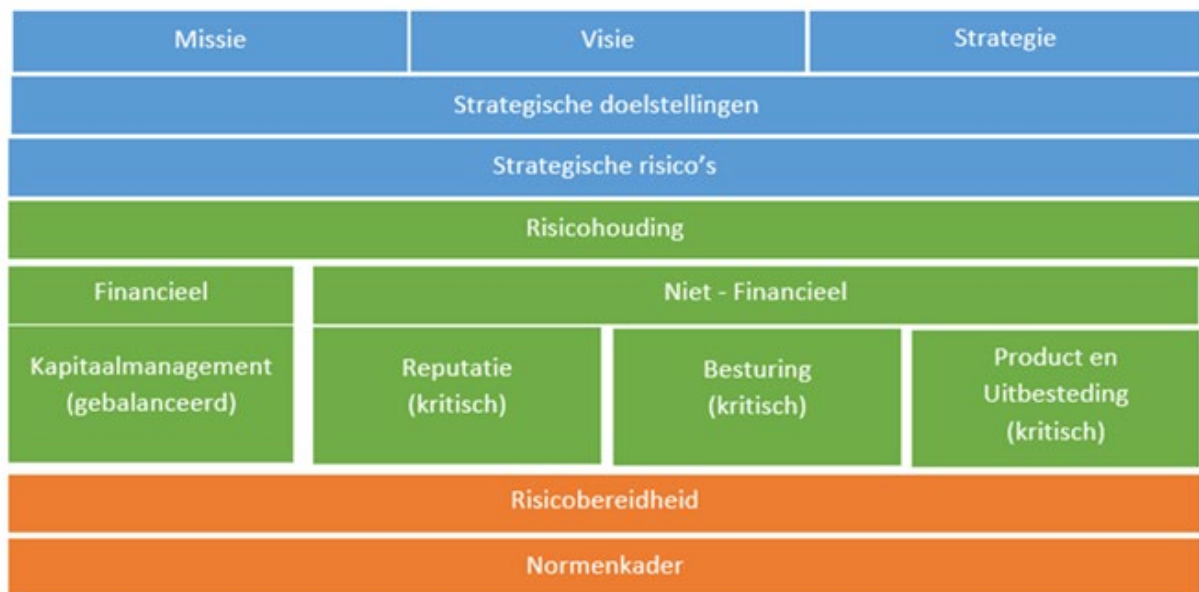 Missie
Visie
Strategie
Strategische doelstellingen
Strategische risico's
Risicohouding
Financieel
Niet - Financieel
Kapitaalmanagement
(gebalanceerd)
Reputatie
(kritisch)
Besturing
(kritisch)
Product en
Uitbesteding
(kritisch)
Risicobereidheid
Normenkader